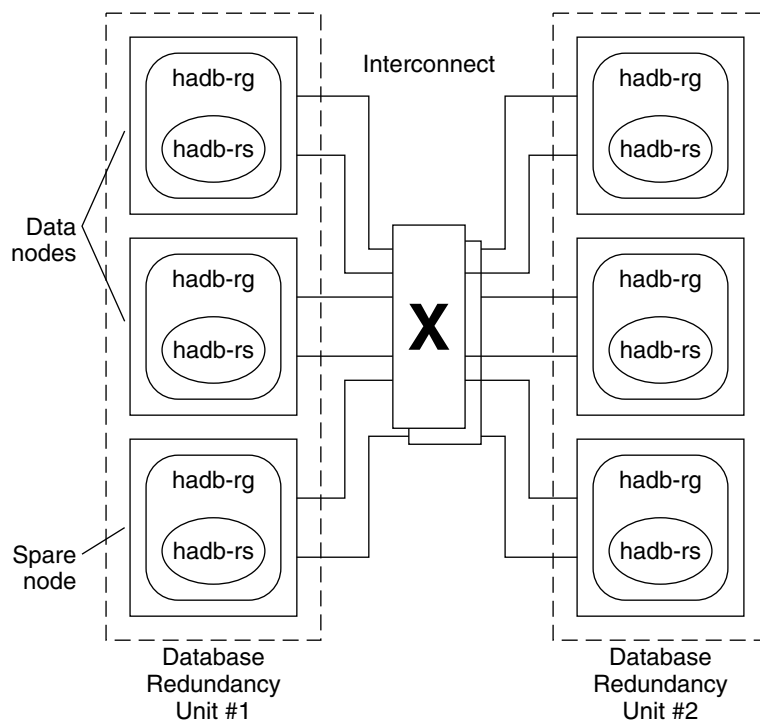 Interconnect
hadb-rg
hadb-rs
hadb-rg
hadb-rs
Data
nodes
hadb-rg
hadb-rs
hadb-rg
hadb-rs
X
hadb-rg
hadb-rs
hadb-rg
hadb-rs
Spare
node
Database
Redundancy
Unit #1
Database
Redundancy
Unit #2